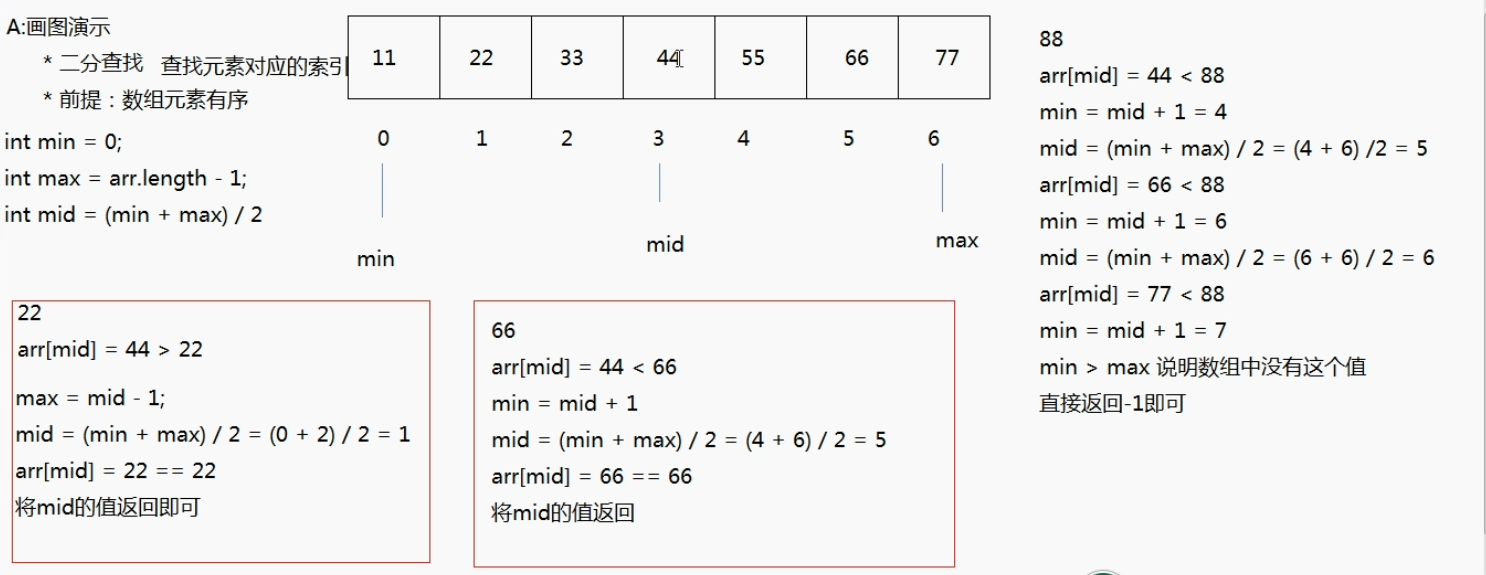 A:画图演示
* 二分查找 查找元素对应的索引
* 前提：数组元素有序
int min = 0;
int max = arr.length - 1;
int mid = (min + max) / 2
11 22 33 44 55 66 77
0 1 2 3 4 5 6
min mid max
22
arr[mid] = 44 > 22
max = mid - 1;
mid = (min + max) / 2 = (0 + 2) / 2 = 1
arr[mid] = 22 == 22
将mid的值返回即可
66
arr[mid] = 44 < 66
min = mid + 1
mid = (min + max) / 2 = (4 + 6) / 2 = 5
arr[mid] = 66 == 66
将mid的值返回
88
arr[mid] = 44 < 88
min = mid + 1 = 4
mid = (min + max) / 2 = (4 + 6) /2 = 5
arr[mid] = 66 < 88
min = mid + 1 = 6
mid = (min + max) / 2 = (6 + 6) / 2 = 6
arr[mid] = 77 < 88
min = mid + 1 = 7
min > max 说明数组中没有这个值
直接返回-1即可